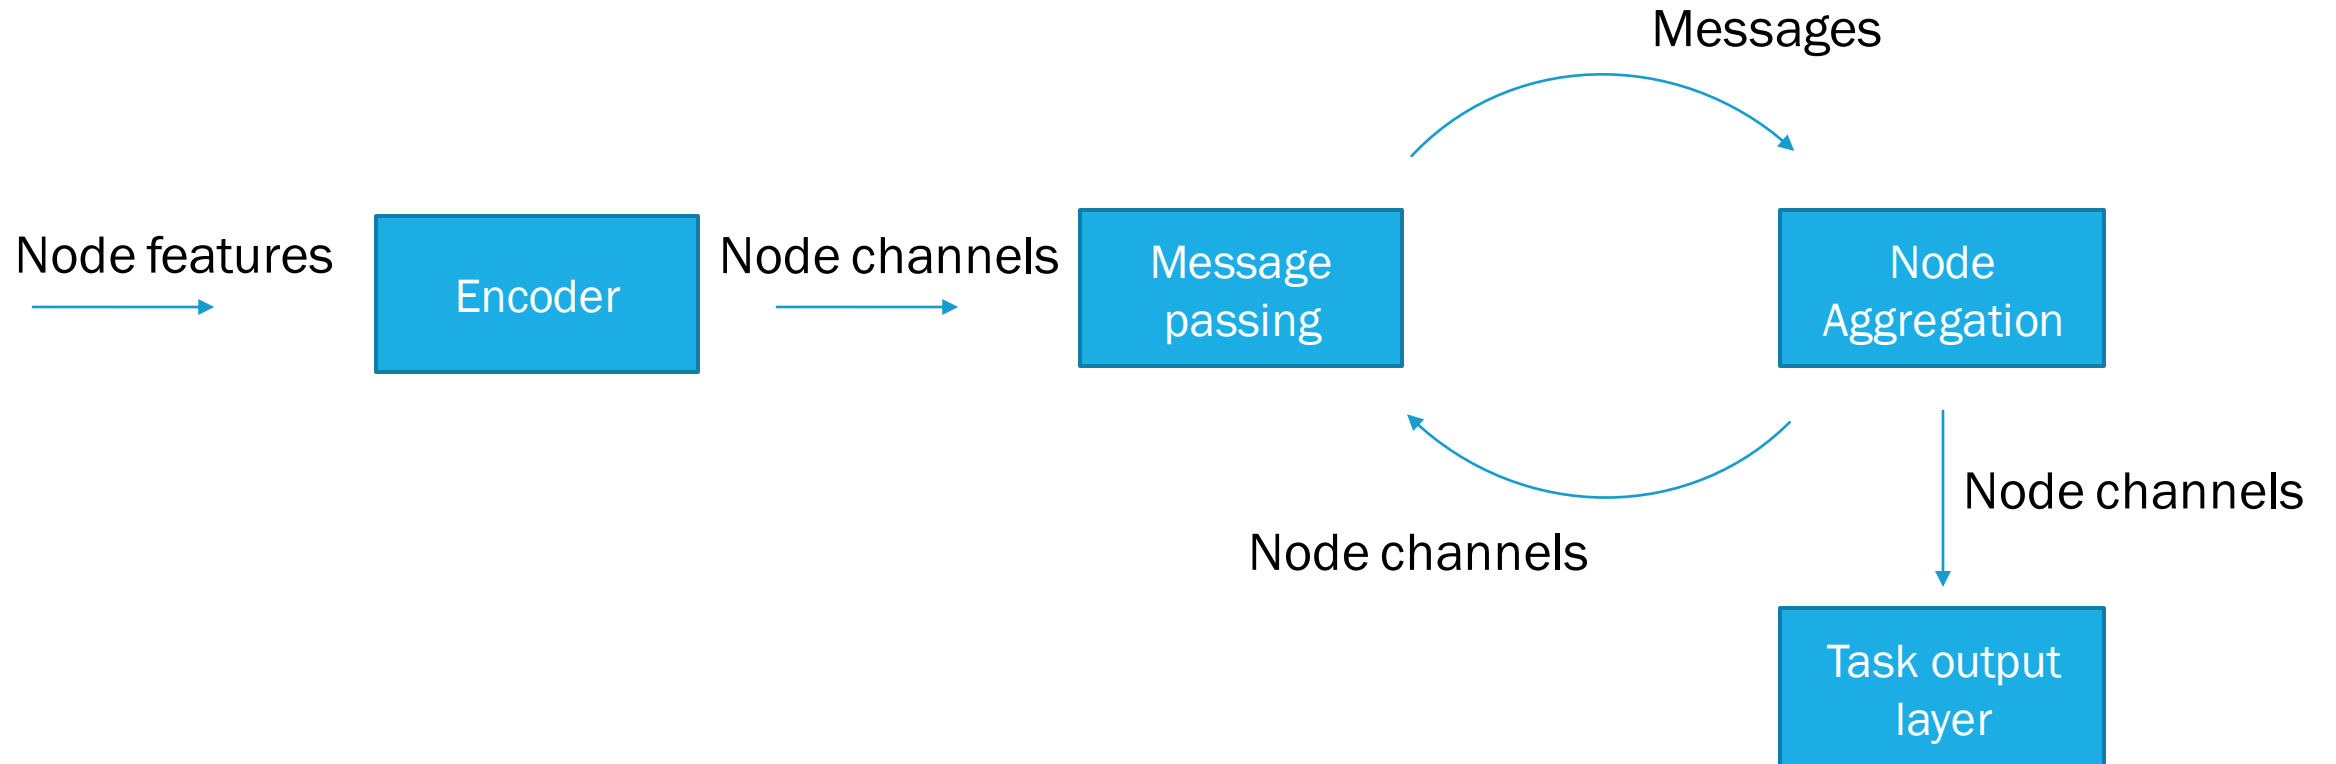 Messages
Node features
Encoder
Node channels
Message
passing
Node
Aggregation
Node channels
Node channels
Task output
layer